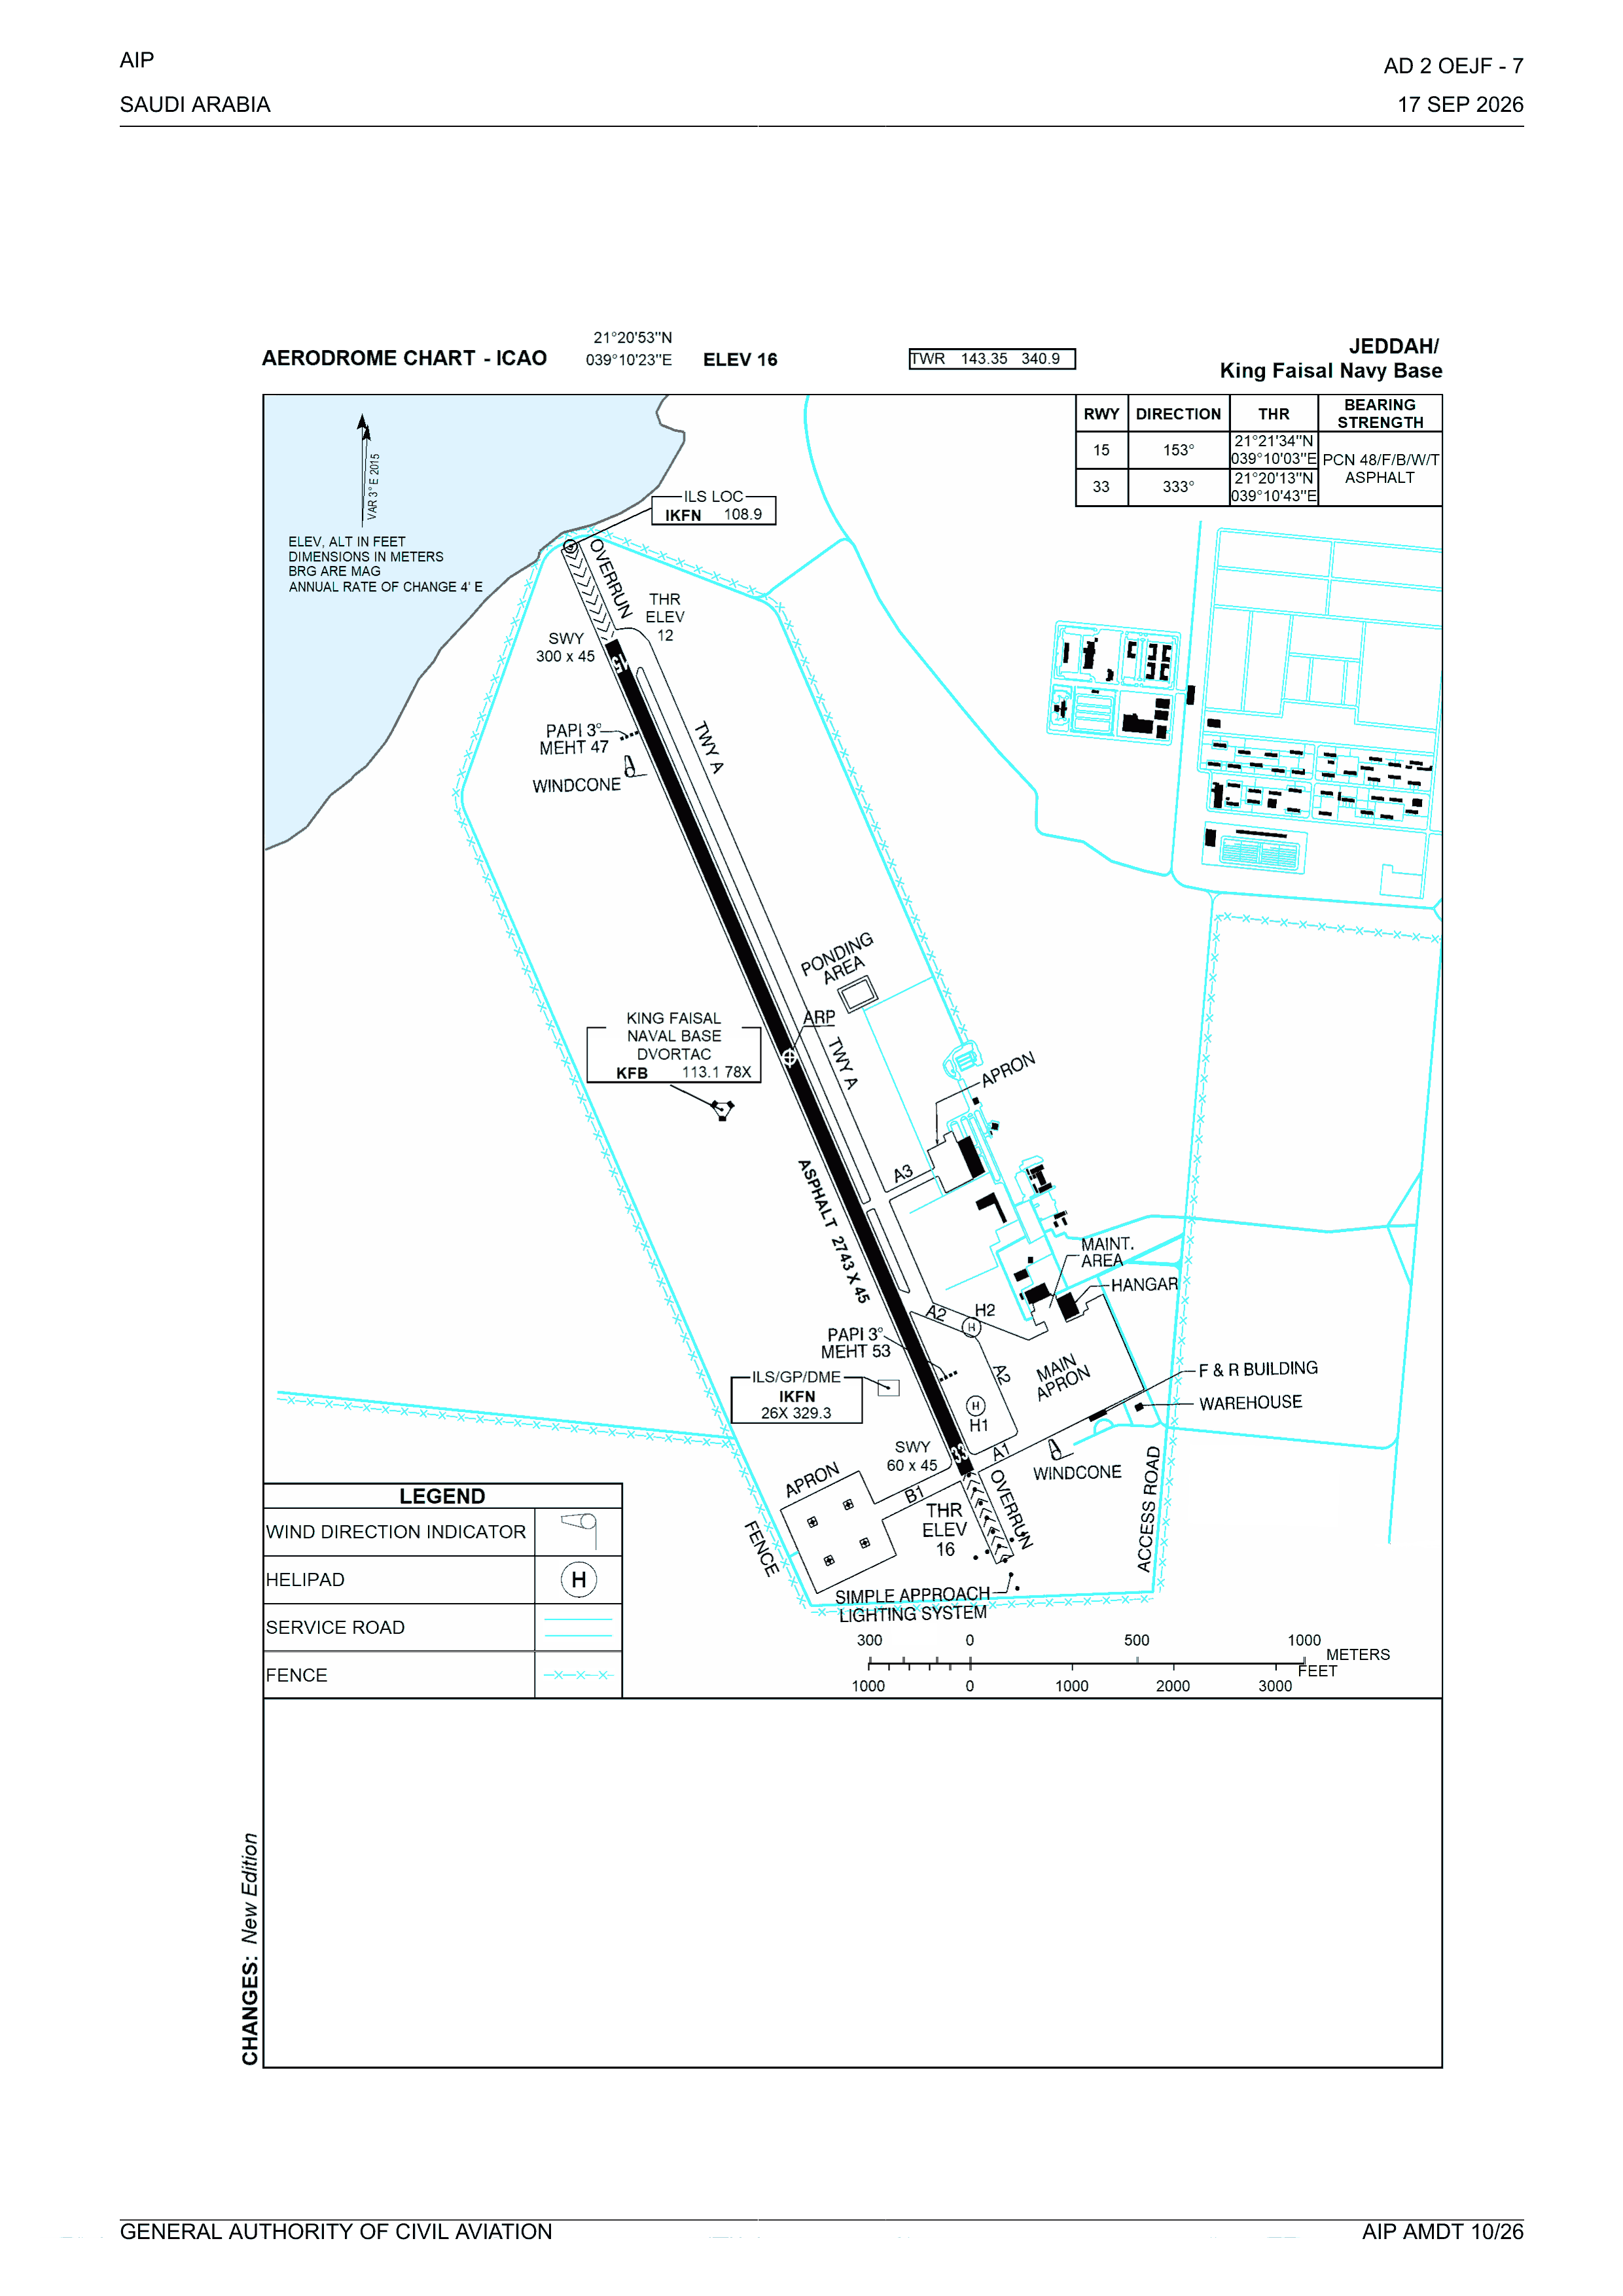 AIP
AD 2 OEJF - 7
SAUDI ARABIA
17 SEP 2026
AERODROME CHART - ICAO
21°20'53"N
039°10'23"E
ELEV 16
TWR 143.35 340.9
JEDDAH/
King Faisal Navy Base
RWY DIRECTION THR BEARING STRENGTH
15 153° 21°21'34"N 039°10'03"E
33 333° 21°20'13"N 039°10'43"E
PCN 48/F/B/W/T
ASPHALT
VAR 3° E 2015
ELEV, ALT IN FEET
DIMENSIONS IN METERS
BRG ARE MAG
ANNUAL RATE OF CHANGE 4' E
ILS LOC
IKFN 108.9
OVERRUN
THR
ELEV
12
SWY
300 x 45
15
PAPI 3°
MEHT 47
WINDCONE
TWY A
PONDING
AREA
ARP
KING FAISAL
NAVAL BASE
DVORTAC
KFB 113.1 78X
TWY A
APRON
A3
ASPHALT 2743 X 45
MAINT.
AREA
HANGAR
A2
H2
H
PAPI 3°
MEHT 53
A2
MAIN
APRON
F & R BUILDING
ILS/GP/DME
IKFN
26X 329.3
H
H1
WAREHOUSE
SWY
60 x 45
33
A1
WINDCONE
APRON
B1
OVERRUN
THR
ELEV
16
FENCE
ACCESS ROAD
SIMPLE APPROACH
LIGHTING SYSTEM
LEGEND
WIND DIRECTION INDICATOR
HELIPAD H
SERVICE ROAD
FENCE
300 0 500 1000
METERS
FEET
1000 0 1000 2000 3000
CHANGES: New Edition
GENERAL AUTHORITY OF CIVIL AVIATION
AIP AMDT 10/26